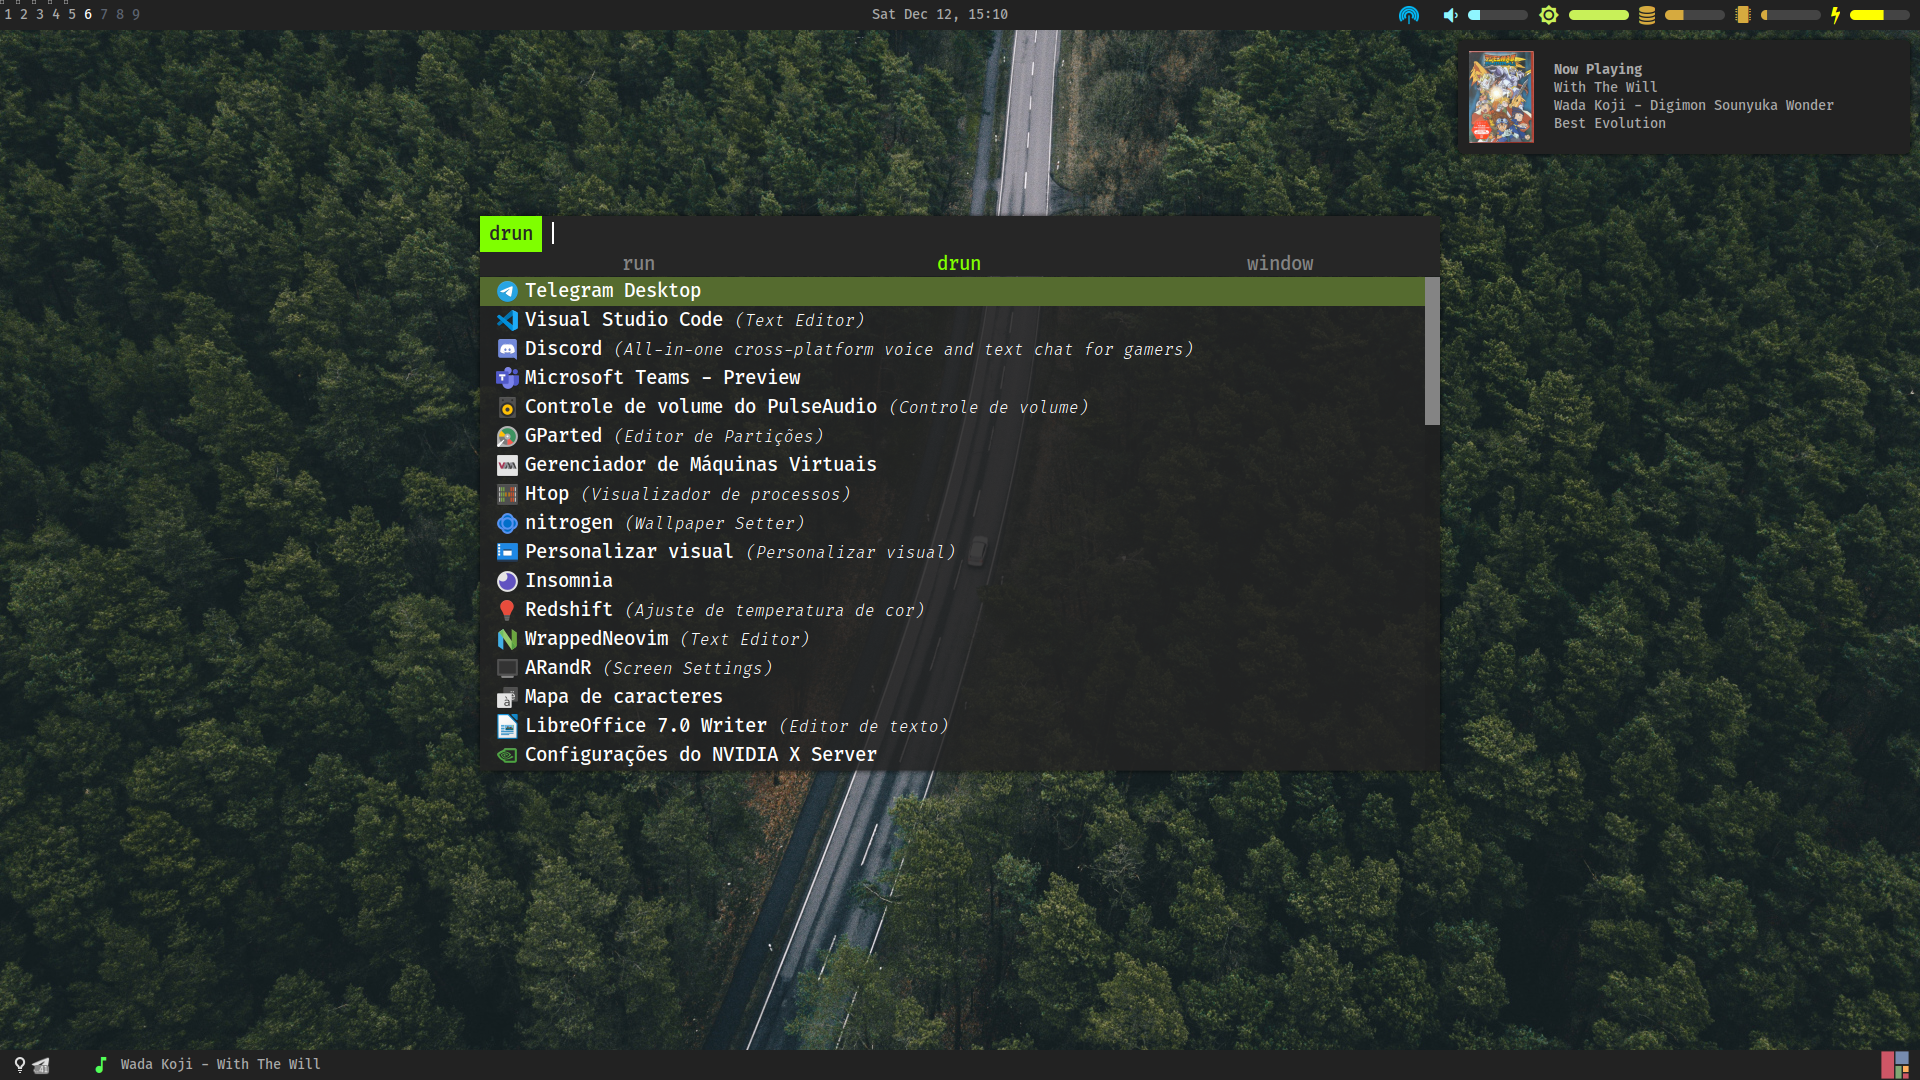 1 2 3 4 5 6 7 8 9
Sat Dec 12, 15:10
Now Playing
With The Will
Wada Koji - Digimon Sounyuka Wonder
Best Evolution
drun
run drun window
Telegram Desktop
Visual Studio Code (Text Editor)
Discord (All-in-one cross-platform voice and text chat for gamers)
Microsoft Teams - Preview
Controle de volume do PulseAudio (Controle de volume)
GParted (Editor de Partições)
Gerenciador de Máquinas Virtuais
Htop (Visualizador de processos)
nitrogen (Wallpaper Setter)
Personalizar visual (Personalizar visual)
Insomnia
Redshift (Ajuste de temperatura de cor)
WrappedNeovim (Text Editor)
ARandR (Screen Settings)
Mapa de caracteres
LibreOffice 7.0 Writer (Editor de texto)
Configurações do NVIDIA X Server
Wada Koji - With The Will